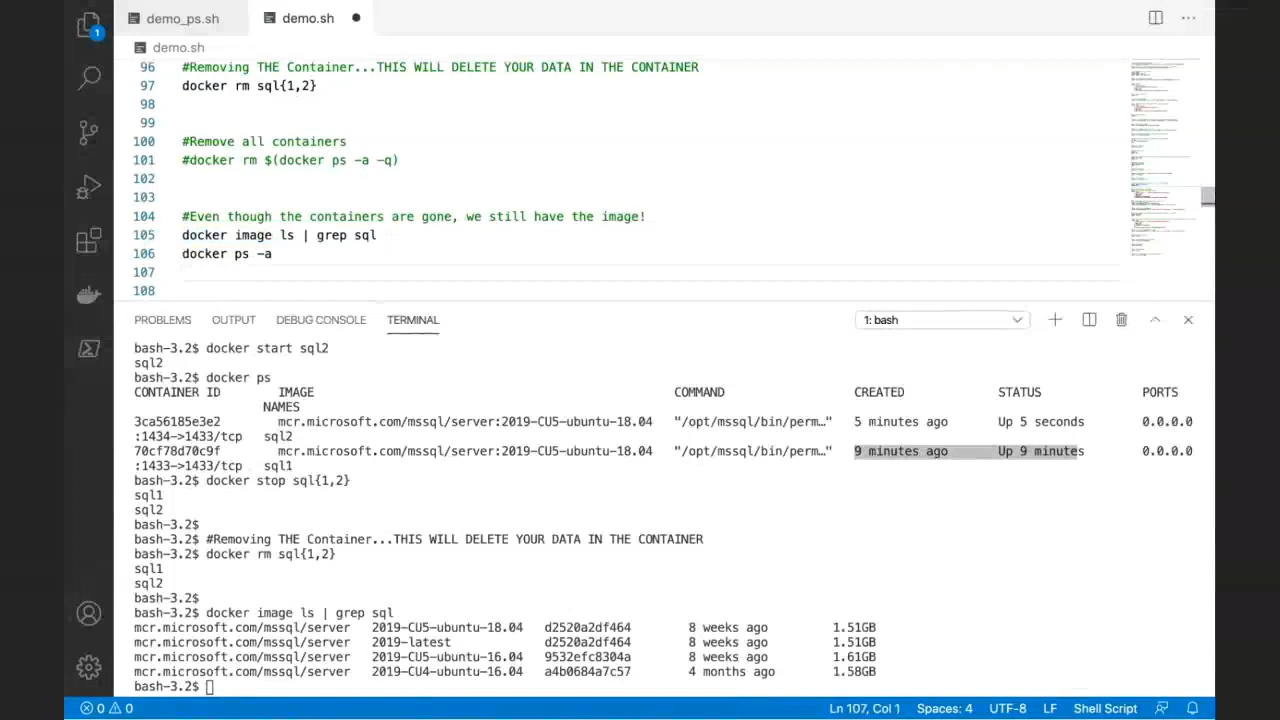 demo_ps.sh demo.sh
1
demo.sh
96 #Removing THE Container...THIS WILL DELETE YOUR DATA IN THE CONTAINER
97 docker rm sql{1,2}
98
99
100 #Remove all containers
101 #docker rm $(docker ps -a -q)
102
103
104 #Even though our containers are gone we still have the image!
105 docker image ls | grep sql
106 docker ps -a
107
108
PROBLEMS OUTPUT DEBUG CONSOLE TERMINAL 1: bash
bash-3.2$ docker start sql2
sql2
bash-3.2$ docker ps
CONTAINER ID IMAGE COMMAND CREATED STATUS PORTS
NAMES
3ca56185e3e2 mcr.microsoft.com/mssql/server:2019-CU5-ubuntu-18.04 "/opt/mssql/bin/perm…" 5 minutes ago Up 5 seconds 0.0.0.0
:1434->1433/tcp sql2
70cf78d70c9f mcr.microsoft.com/mssql/server:2019-CU5-ubuntu-18.04 "/opt/mssql/bin/perm…" 9 minutes ago Up 9 minutes 0.0.0.0
:1433->1433/tcp sql1
bash-3.2$ docker stop sql{1,2}
sql1
sql2
bash-3.2$
bash-3.2$ #Removing THE Container...THIS WILL DELETE YOUR DATA IN THE CONTAINER
bash-3.2$ docker rm sql{1,2}
sql1
sql2
bash-3.2$
bash-3.2$ docker image ls | grep sql
mcr.microsoft.com/mssql/server 2019-CU5-ubuntu-18.04 d2520a2df464 8 weeks ago 1.51GB
mcr.microsoft.com/mssql/server 2019-latest d2520a2df464 8 weeks ago 1.51GB
mcr.microsoft.com/mssql/server 2019-CU5-ubuntu-16.04 9532efc8304a 8 weeks ago 1.61GB
mcr.microsoft.com/mssql/server 2019-CU4-ubuntu-16.04 a4b0684a7c57 4 months ago 1.58GB
bash-3.2$
0 0 Ln 107, Col 1 Spaces: 4 UTF-8 LF Shell Script